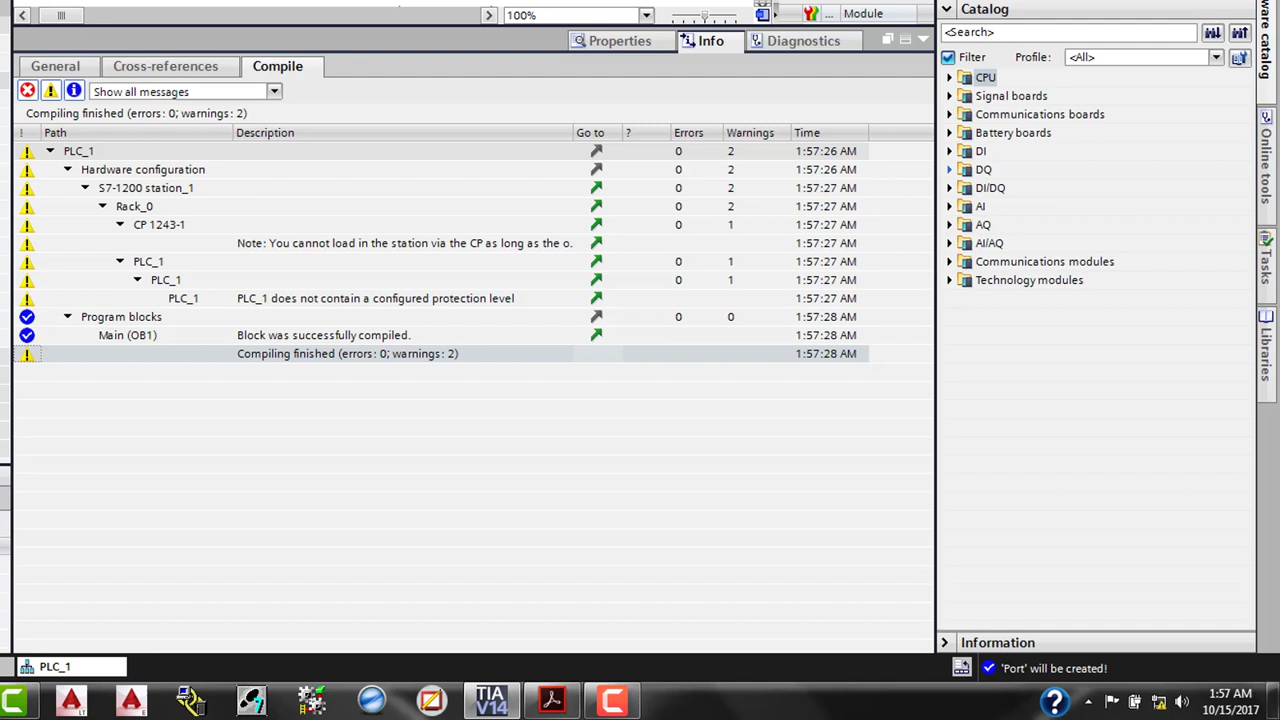 100%
...
Module
Catalog
Properties
Info
Diagnostics
<Search>
General
Cross-references
Compile
Filter
Profile:
<All>
Show all messages
CPU
Compiling finished (errors: 0; warnings: 2)
Signal boards
Communications boards
! Path Description Go to ? Errors Warnings Time
Battery boards
PLC_1 0 2 1:57:26 AM
DI
Hardware configuration 0 2 1:57:26 AM
DQ
S7-1200 station_1 0 2 1:57:27 AM
DI/DQ
Rack_0 0 2 1:57:27 AM
AI
CP 1243-1 0 1 1:57:27 AM
AQ
Note: You cannot load in the station via the CP as long as the o. 1:57:27 AM
AI/AQ
PLC_1 0 1 1:57:27 AM
Communications modules
PLC_1 0 1 1:57:27 AM
Technology modules
PLC_1 PLC_1 does not contain a configured protection level 1:57:27 AM
Program blocks 0 0 1:57:28 AM
Main (OB1) Block was successfully compiled. 1:57:28 AM
Compiling finished (errors: 0; warnings: 2) 1:57:28 AM
Online tools
Tasks
Libraries
Information
PLC_1
'Port' will be created!
LT
E
TIA
V14
1:57 AM
10/15/2017